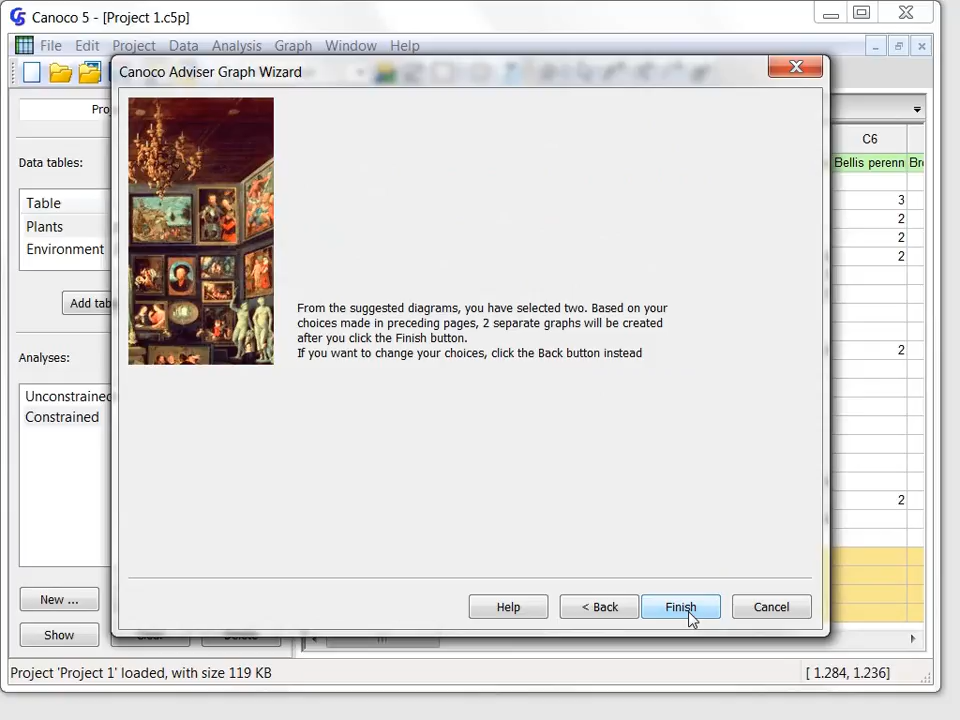 Canoco 5 - [Project 1.c5p]
File Edit Project Data Analysis Graph Window Help
Canoco Adviser Graph Wizard
Data tables:
Table
Plants
Environment
Analyses:
Constrained
New ...
Show
From the suggested diagrams, you have selected two. Based on your
choices made in preceding pages, 2 separate graphs will be created
after you click the Finish button.
If you want to change your choices, click the Back button instead
Help
< Back
Finish
Cancel
C6
Bellis perenn
3
2
2
2
2
2
Project 'Project 1' loaded, with size 119 KB
[ 1.284, 1.236]